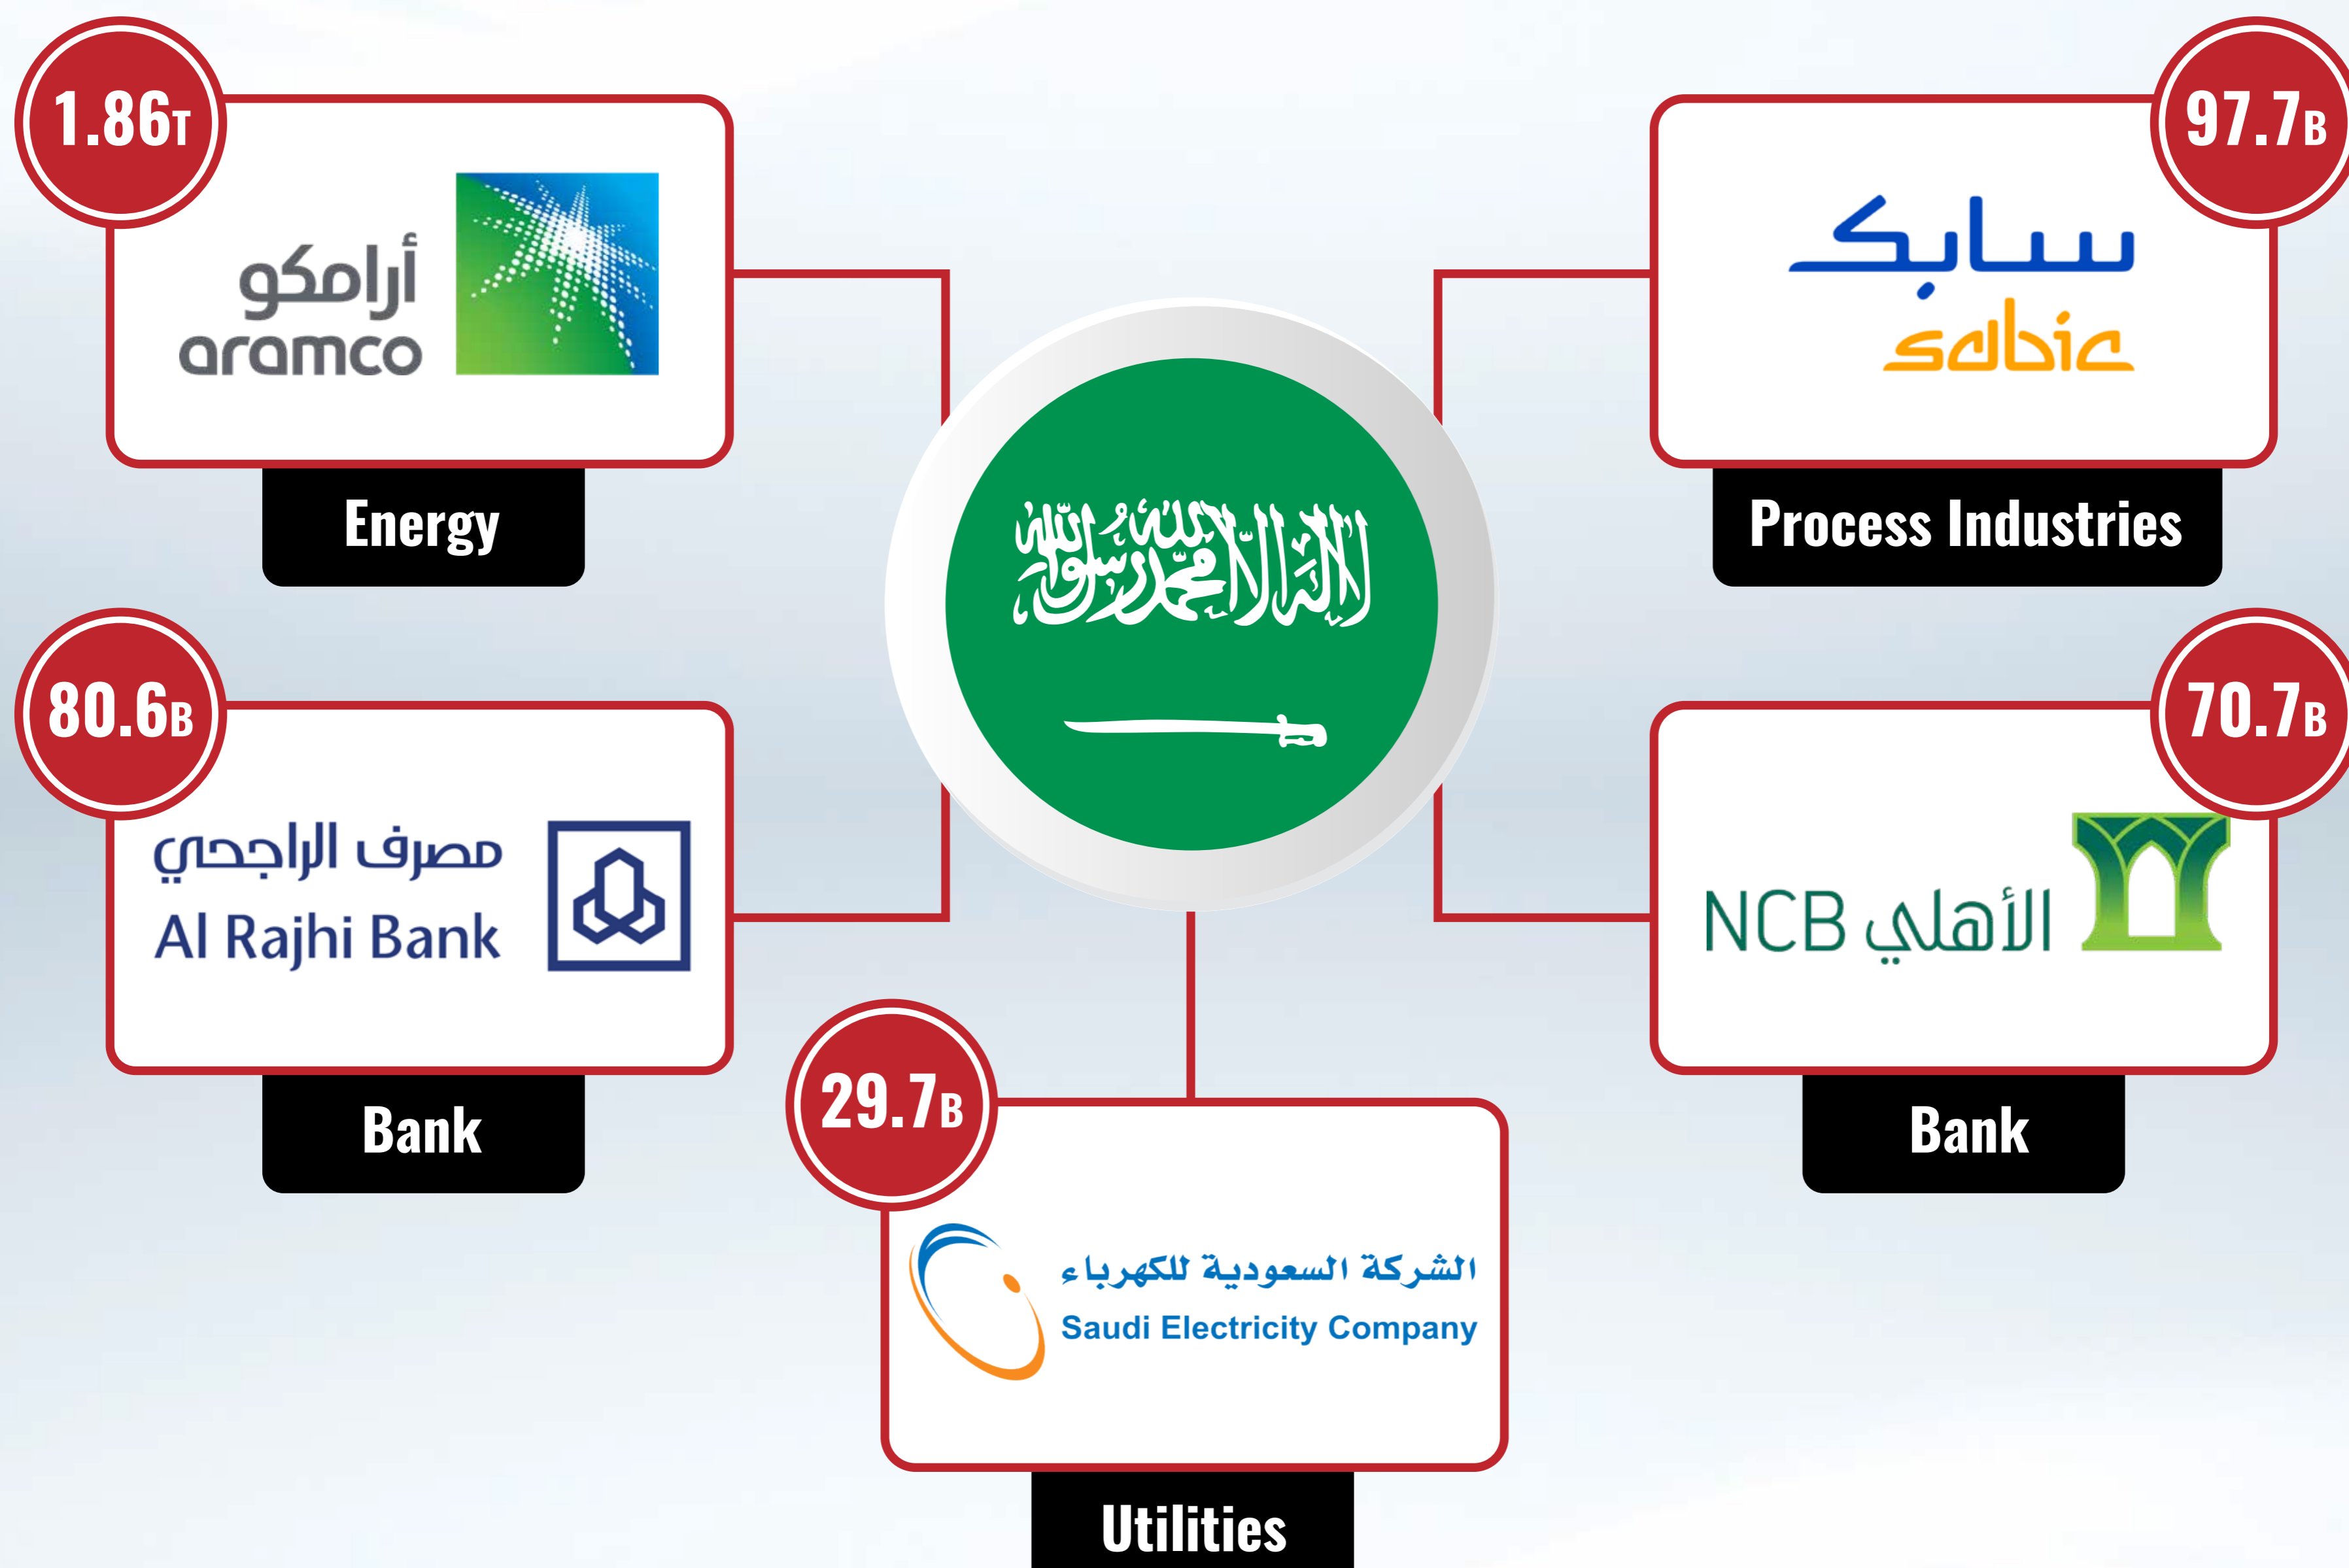 1.86T
أرامكو
aramco
Energy
97.7B
سابك
sabic
Process Industries
لا إله إلا الله محمد رسول الله
80.6B
مصرف الراجحي
Al Rajhi Bank
Bank
70.7B
NCB الأهلي
Bank
29.7B
الشركة السعودية للكهرباء
Saudi Electricity Company
Utilities